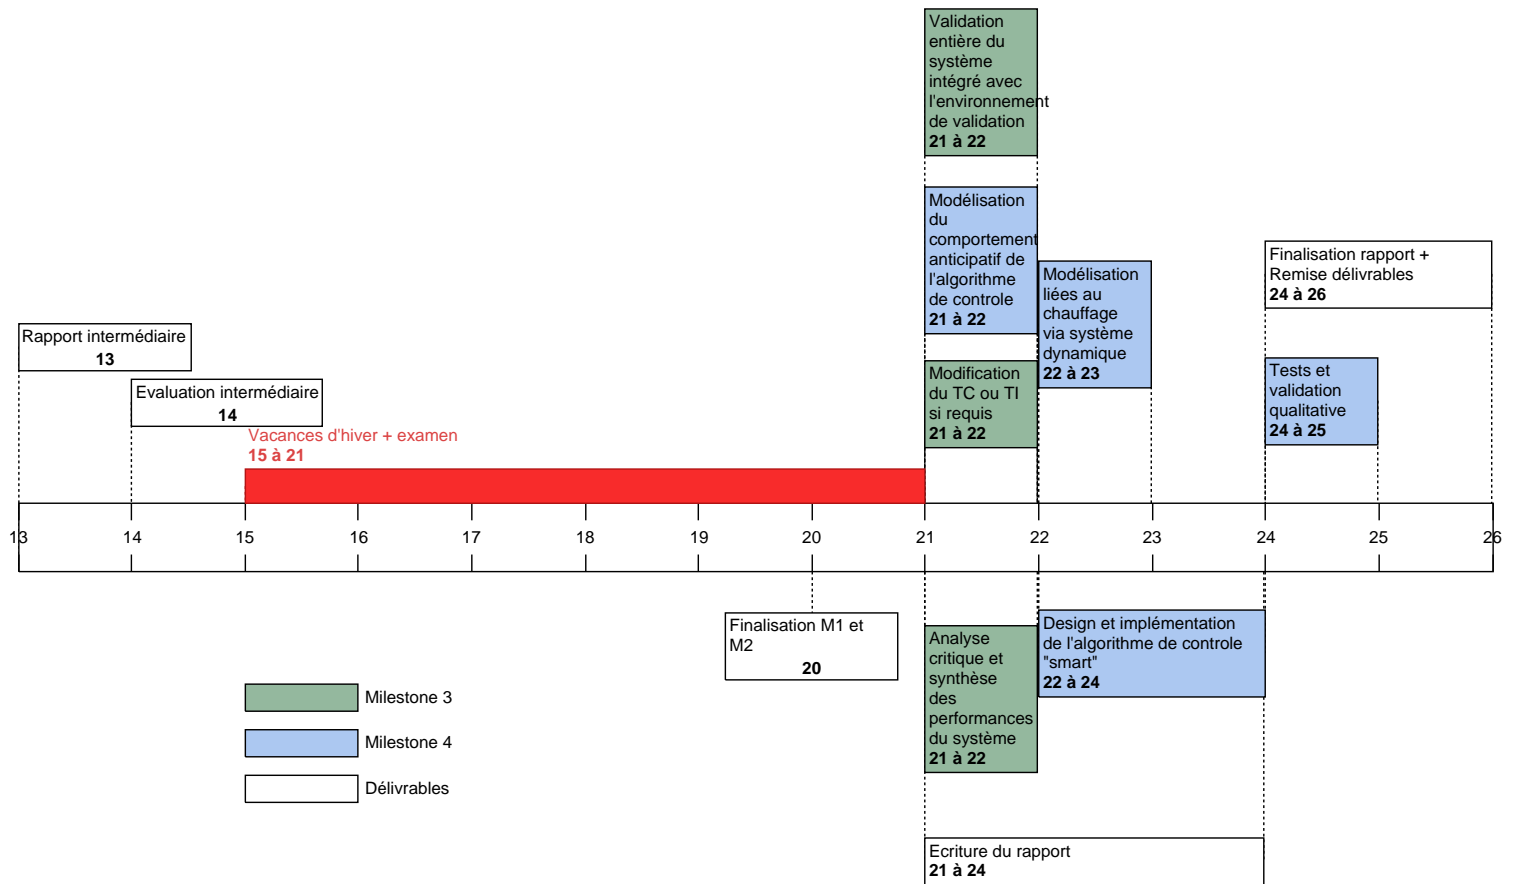 Validation
entière du
système
intégré avec
l'environnement
de validation
21 à 22
Modélisation
du
comportement
anticipatif de
l'algorithme
de controle
21 à 22
Modélisation
liées au
chauffage
via système
dynamique
22 à 23
Finalisation rapport +
Remise délivrables
24 à 26
Rapport intermédiaire
13
Evaluation intermédiaire
14
Vacances d'hiver + examen
15 à 21
Modification
du TC ou TI
si requis
21 à 22
Tests et
validation
qualitative
24 à 25
13 14 15 16 17 18 19 20 21 22 23 24 25 26
Finalisation M1 et
M2
20
Analyse
critique et
synthèse
des
performances
du système
21 à 22
Design et implémentation
de l'algorithme de controle
"smart"
22 à 24
Milestone 3
Milestone 4
Délivrables
Ecriture du rapport
21 à 24